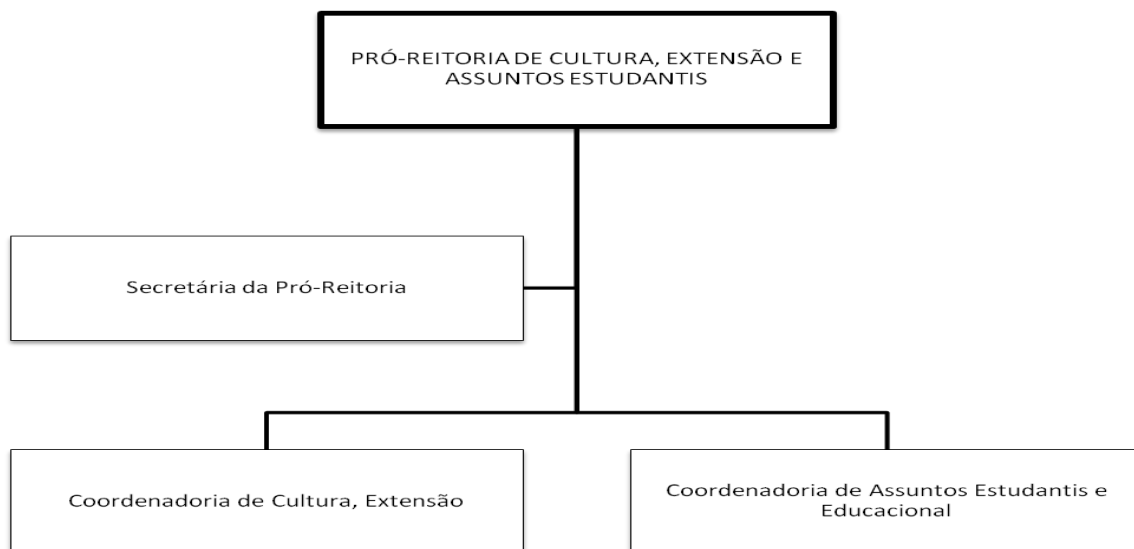 PRÓ-REITORIA DE CULTURA, EXTENSÃO E
ASSUNTOS ESTUDANTIS
Secretária da Pró-Reitoria
Coordenadoria de Cultura, Extensão
Coordenadoria de Assuntos Estudantis e
Educacional